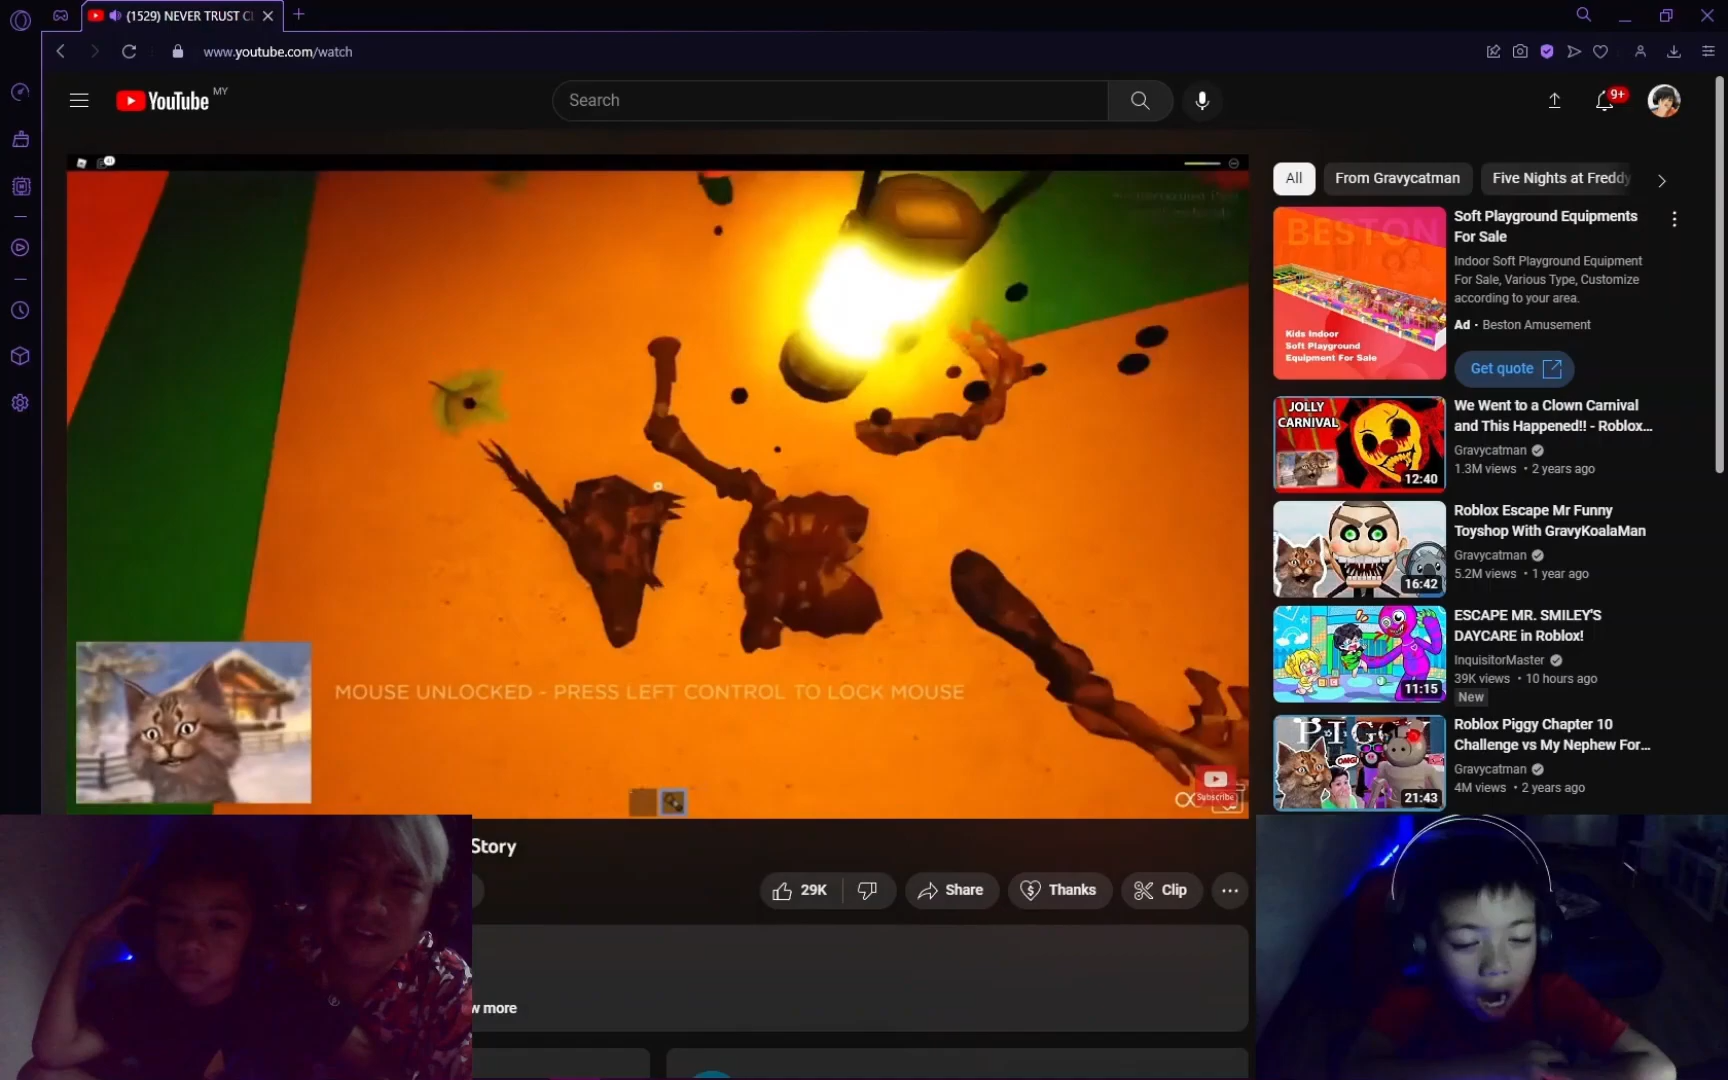 (1529) NEVER TRUST CL
www.youtube.com/watch
YouTube MY
Search
9+
All
From Gravycatman
Five Nights at Freddy
BESTON
Kids Indoor
Soft Playground
Equipment For Sale
Soft Playground Equipments
For Sale
Indoor Soft Playground Equipment
For Sale, Various Type, Customize
according to your area.
Ad · Beston Amusement
Get quote
JOLLY
CARNIVAL
12:40
We Went to a Clown Carnival
and This Happened!! - Roblox...
Gravycatman
1.3M views · 2 years ago
16:42
Roblox Escape Mr Funny
Toyshop With GravyKoalaMan
Gravycatman
5.2M views · 1 year ago
11:15
ESCAPE MR. SMILEY'S
DAYCARE in Roblox!
InquisitorMaster
39K views · 10 hours ago
New
PIGGY
OMG!
21:43
Roblox Piggy Chapter 10
Challenge vs My Nephew For...
Gravycatman
4M views · 2 years ago
MOUSE UNLOCKED - PRESS LEFT CONTROL TO LOCK MOUSE
Subscribe
Story
29K
Share
Thanks
Clip
w more